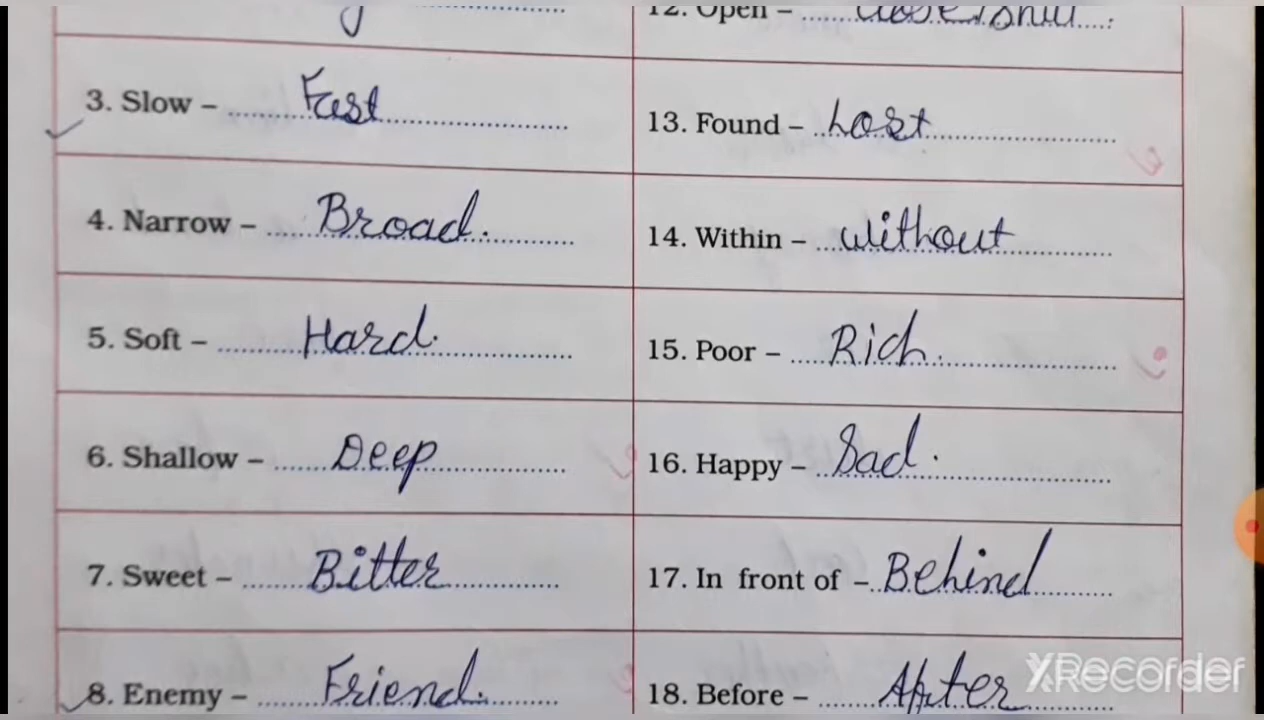 12. Open – Close/Shut.
3. Slow – Fast
13. Found – Lost
4. Narrow – Broad.
14. Within – without
5. Soft – Hard.
15. Poor – Rich.
6. Shallow – Deep
16. Happy – Sad.
7. Sweet – Bitter
17. In front of – Behind
8. Enemy – Friend.
18. Before – After
XRecorder